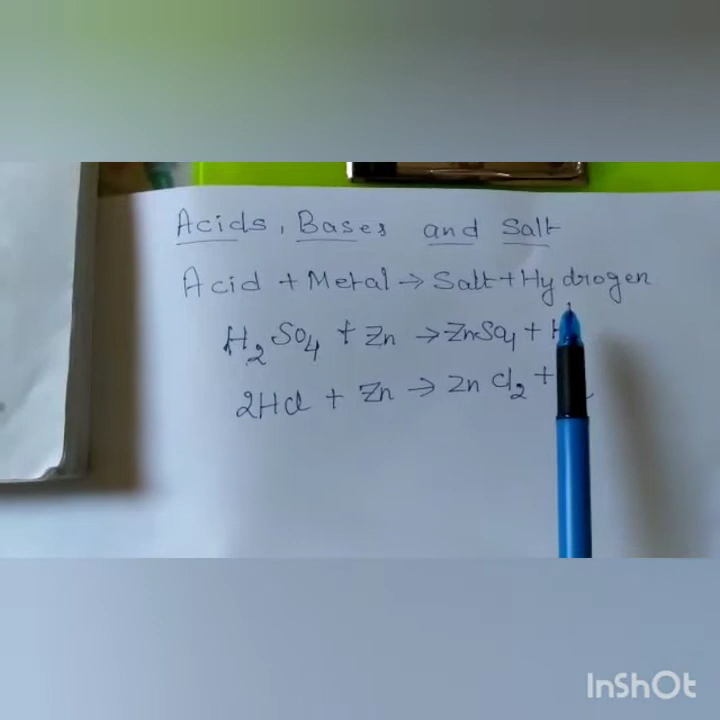 Acids, Bases and Salt
Acid + Metal → Salt + Hydrogen
H₂SO₄ + Zn → ZnSO₄ + H
2HCl + Zn → ZnCl₂ +
InShOt